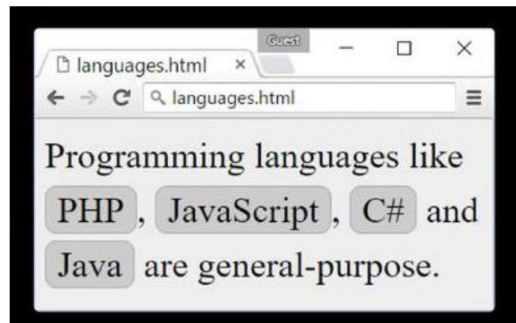 Guest
languages.html
languages.html
Programming languages like
PHP, JavaScript, C# and
Java are general-purpose.